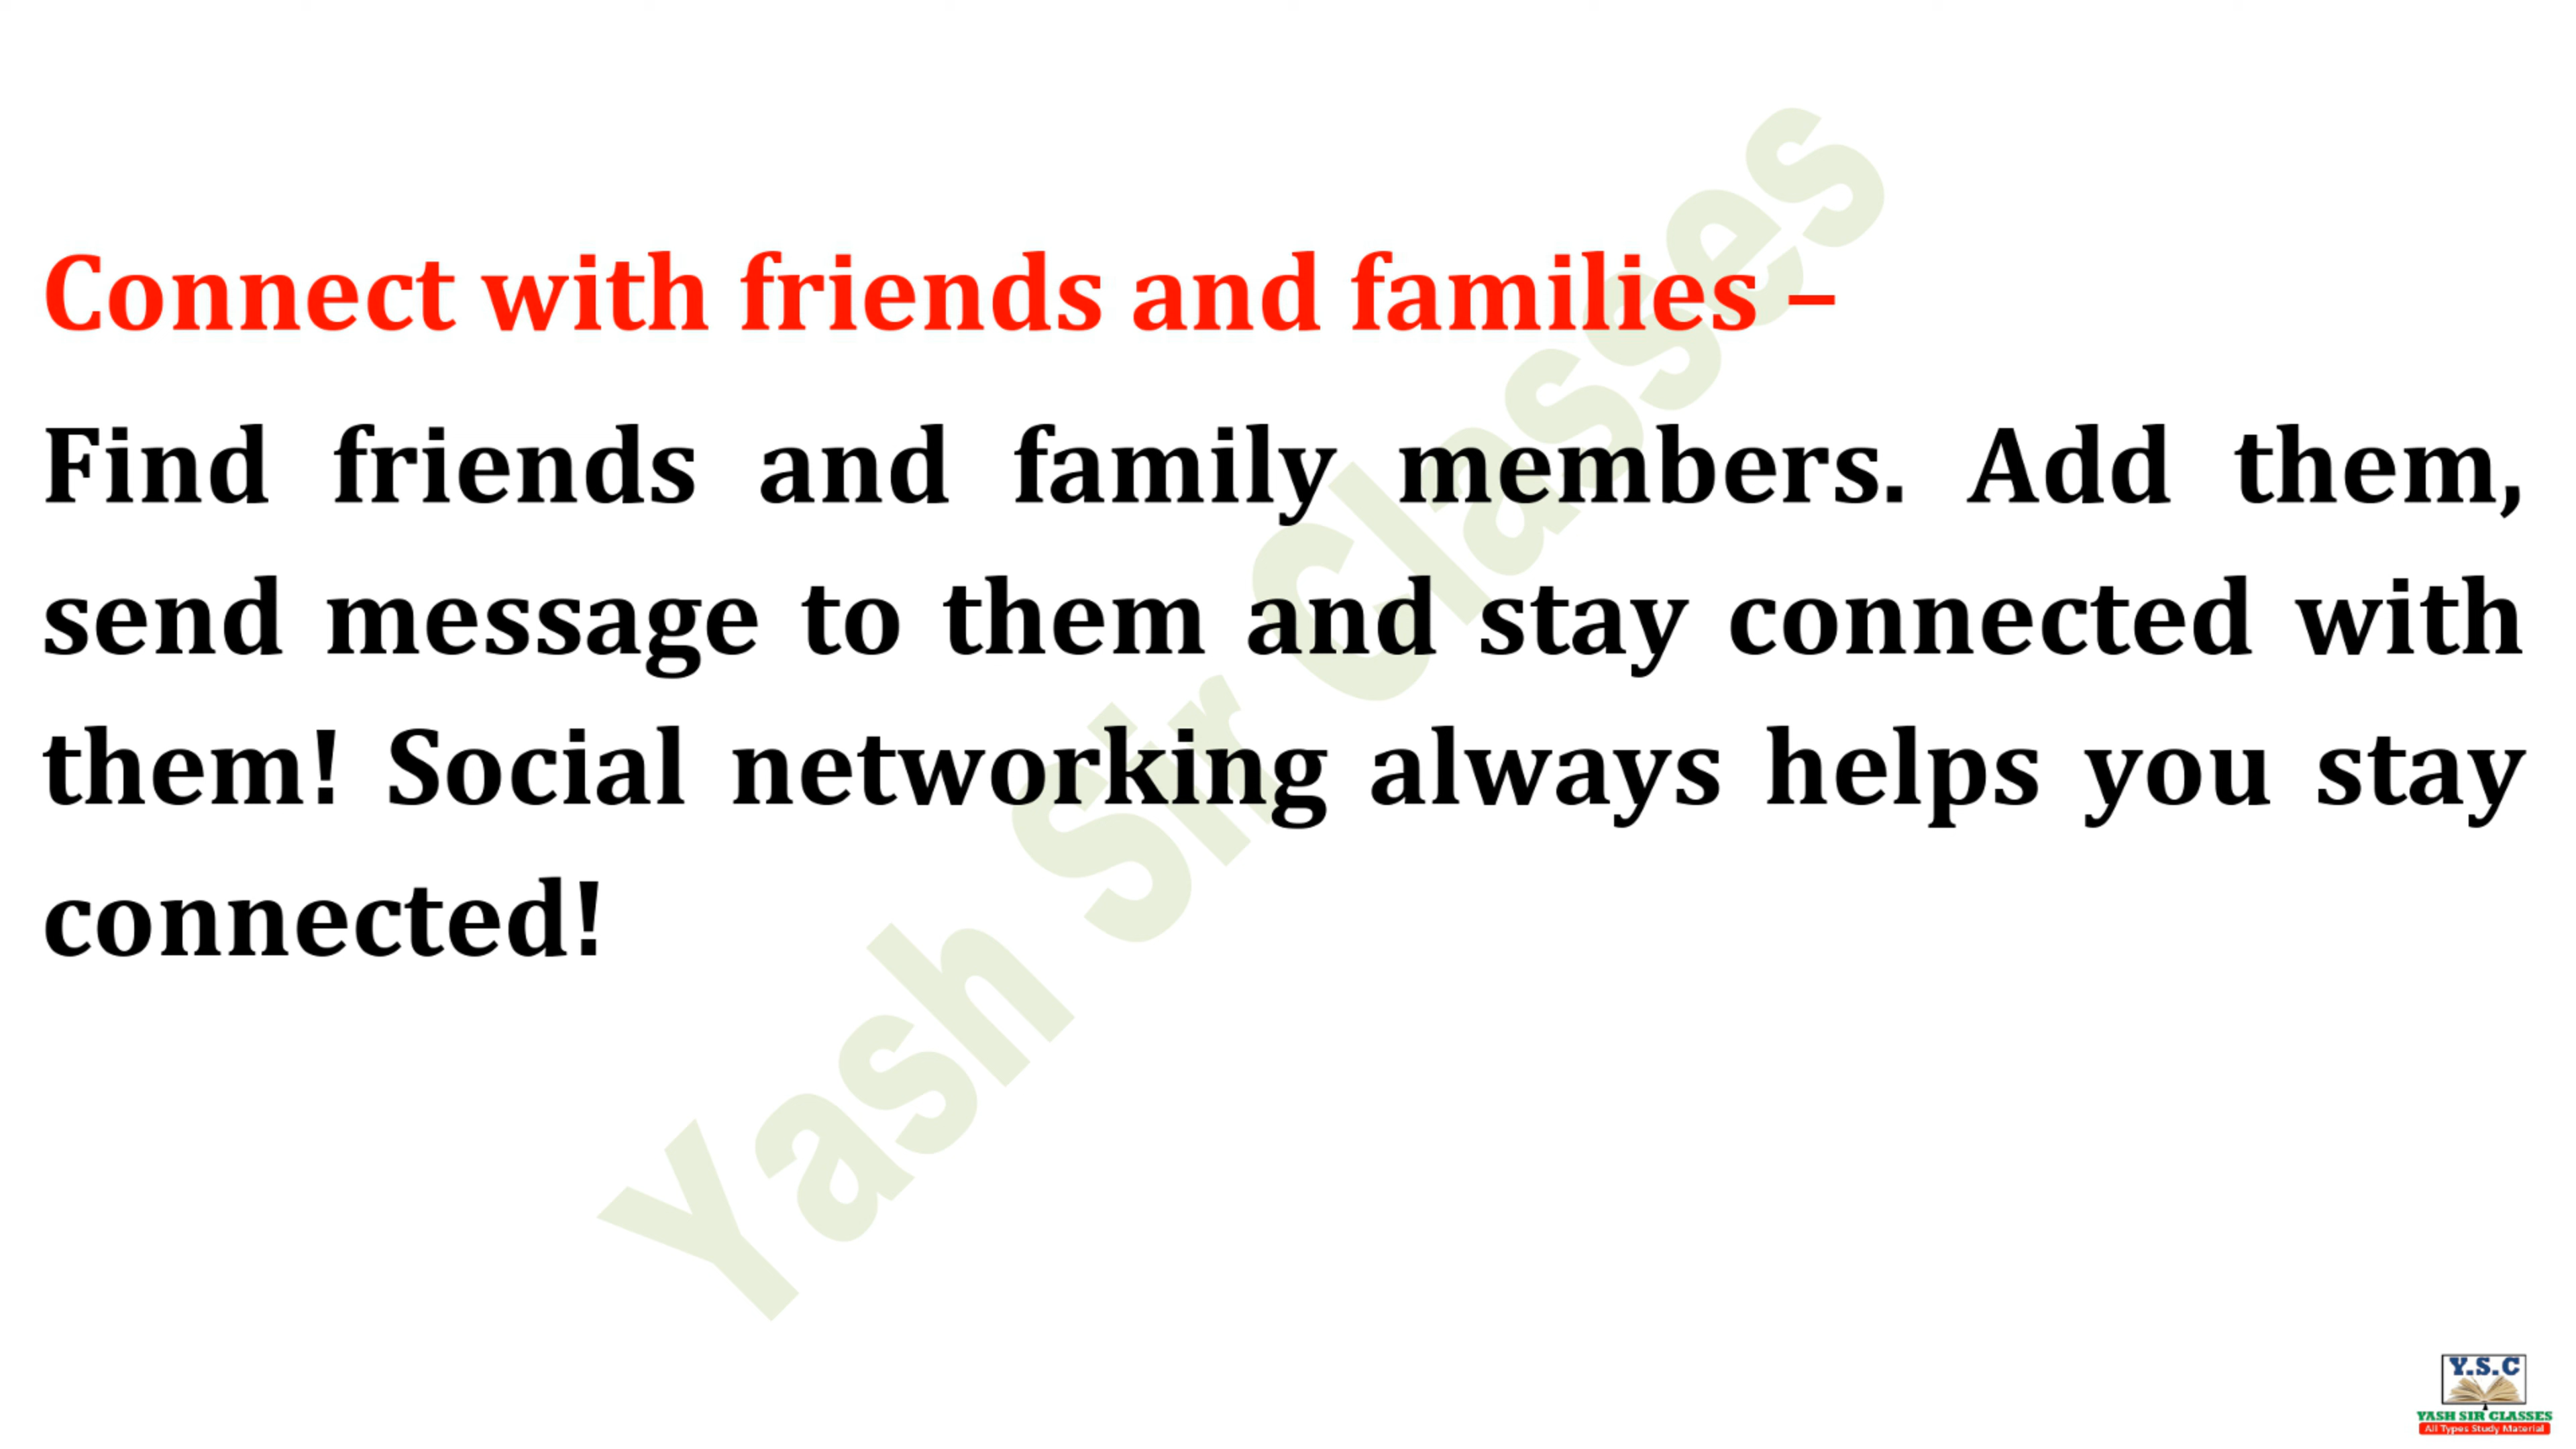 Connect with friends and families –
Find friends and family members. Add them,
send message to them and stay connected with
them! Social networking always helps you stay
connected!
Yash Sir Classes
Y.S.C
YASH SIR CLASSES
All Types Study Material